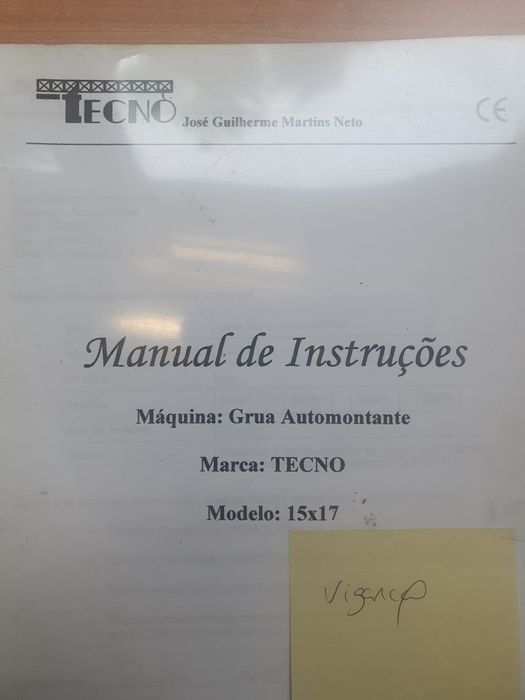 TECNO
José Guilherme Martins Neto
CE
Manual de Instruções
Máquina: Grua Automontante
Marca: TECNO
Modelo: 15x17